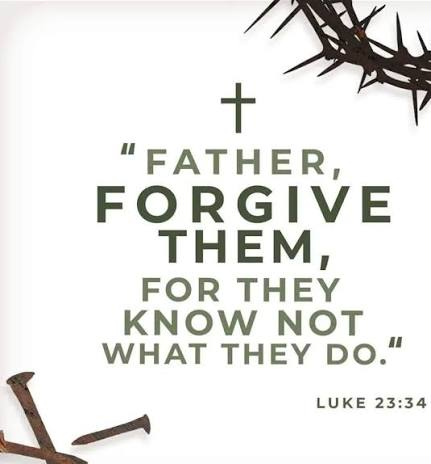 "FATHER,
FORGIVE
THEM,
FOR THEY
KNOW NOT
WHAT THEY DO."
LUKE 23:34